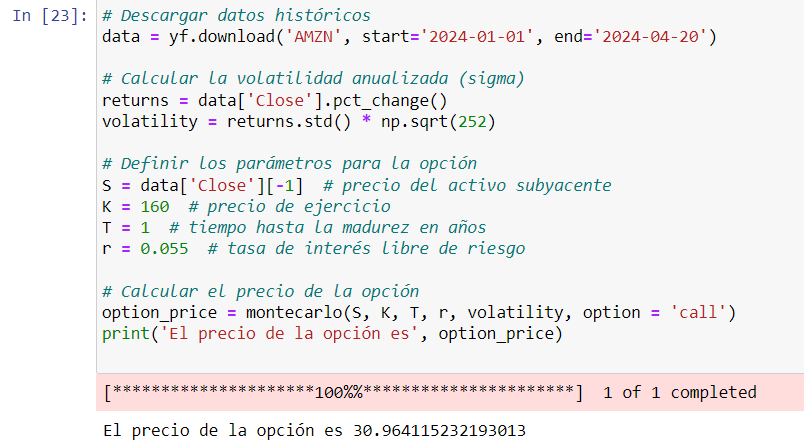 In [23]: # Descargar datos históricos
data = yf.download('AMZN', start='2024-01-01', end='2024-04-20')
# Calcular la volatilidad anualizada (sigma)
returns = data['Close'].pct_change()
volatility = returns.std() * np.sqrt(252)
# Definir los parámetros para la opción
S = data['Close'][-1]  # precio del activo subyacente
K = 160  # precio de ejercicio
T = 1  # tiempo hasta la madurez en años
r = 0.055  # tasa de interés libre de riesgo
# Calcular el precio de la opción
option_price = montecarlo(S, K, T, r, volatility, option = 'call')
print('El precio de la opción es', option_price)
[*********************100%%**********************]  1 of 1 completed
El precio de la opción es 30.964115232193013